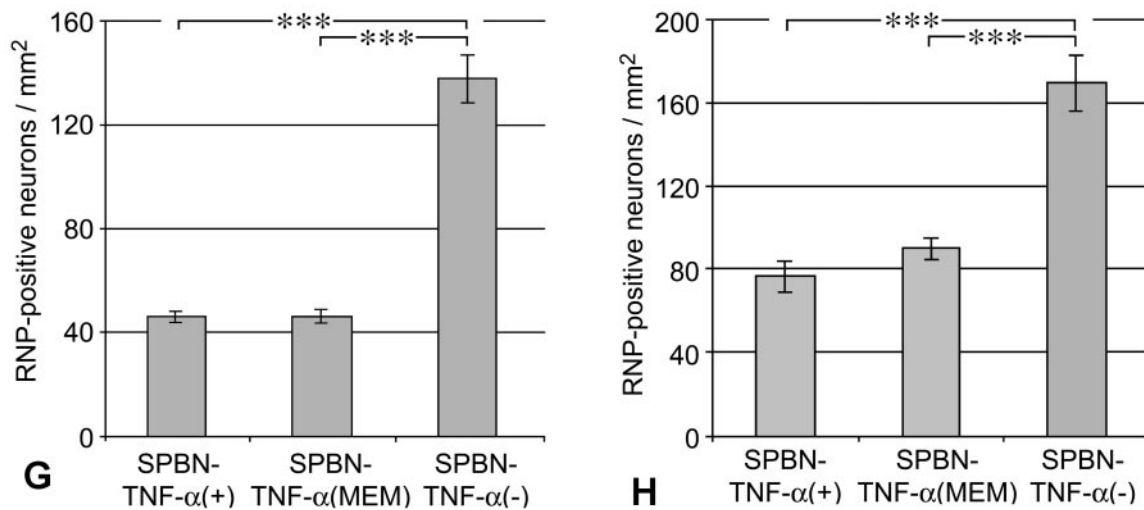 160
120
80
40
0
RNP-positive neurons / mm²
***
***
SPBN-
TNF-α(+)
SPBN-
TNF-α(MEM)
SPBN-
TNF-α(-)
G
200
160
120
80
40
0
RNP-positive neurons / mm²
***
***
SPBN-
TNF-α(+)
SPBN-
TNF-α(MEM)
SPBN-
TNF-α(-)
H